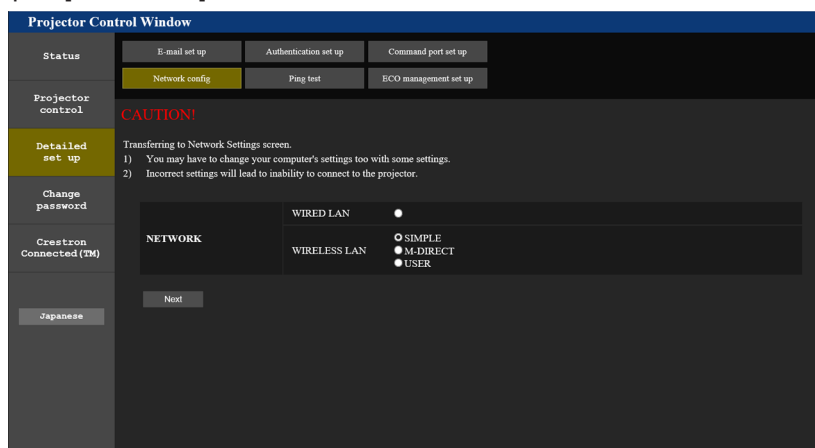 Projector Control Window
Status
Projector
control
Detailed
set up
Change
password
Crestron
Connected(TM)
Japanese
E-mail set up
Authentication set up
Command port set up
Network config
Ping test
ECO management set up
CAUTION!
Transferring to Network Settings screen.
1) You may have to change your computer's settings too with some settings.
2) Incorrect settings will lead to inability to connect to the projector.
NETWORK
WIRED LAN
WIRELESS LAN
SIMPLE
M-DIRECT
USER
Next